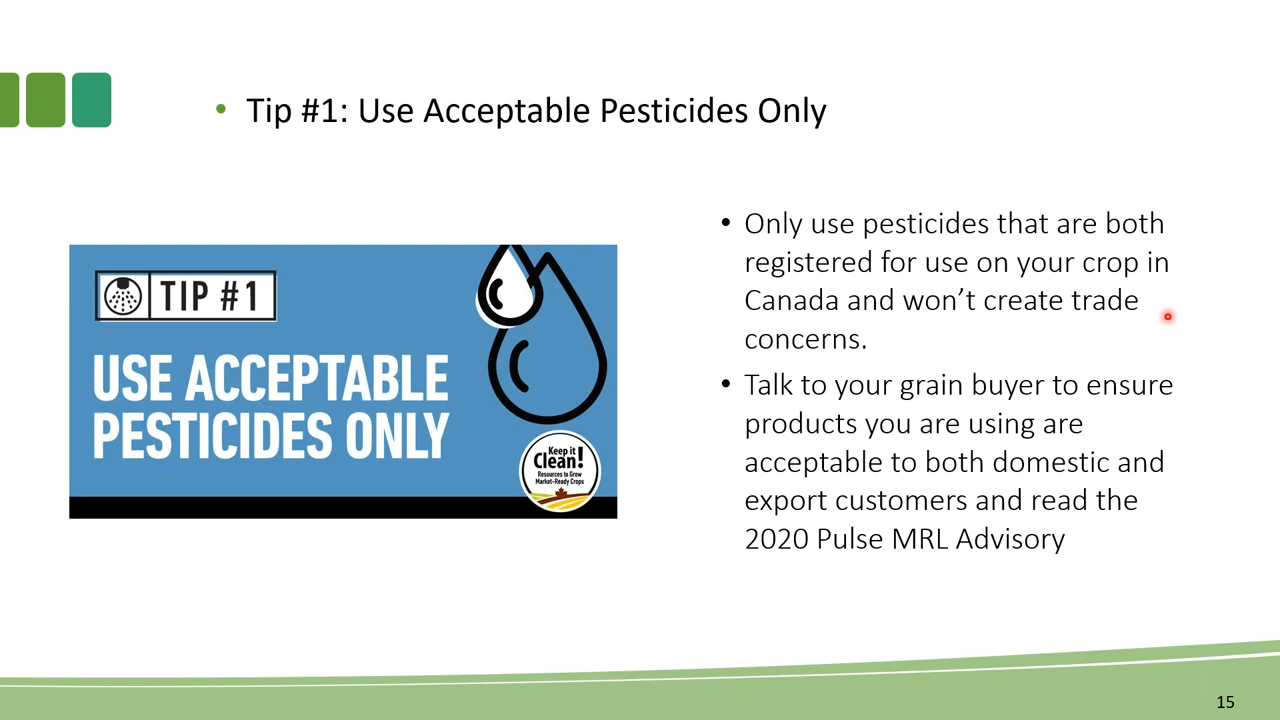 • Tip #1: Use Acceptable Pesticides Only
TIP #1
USE ACCEPTABLE
PESTICIDES ONLY
Keep it
Clean!
Resources to Grow
Market-Ready Crops
• Only use pesticides that are both
registered for use on your crop in
Canada and won’t create trade
concerns.
• Talk to your grain buyer to ensure
products you are using are
acceptable to both domestic and
export customers and read the
2020 Pulse MRL Advisory
15